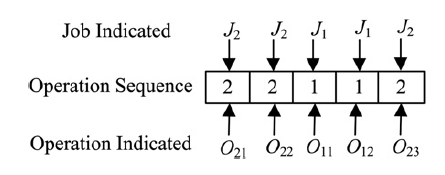 Job Indicated J₂ J₂ J₁ J₁ J₂
Operation Sequence 2 2 1 1 2
Operation Indicated O₂₁ O₂₂ O₁₁ O₁₂ O₂₃